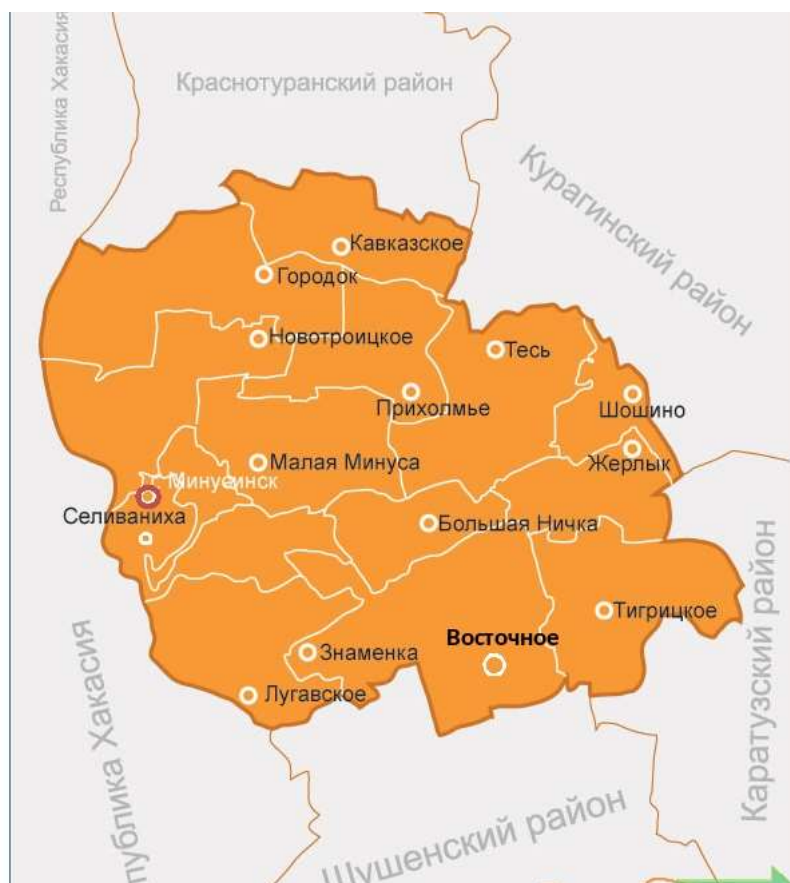 Республика Хакасия
Краснотуранский район
Курагинский район
Кавказское
Городок
Новотроицкое
Тесь
Прихолмье
Шошино
Малая Минуса
Жерлык
Минусинск
Селиваниха
Большая Ничка
Тигрицкое
Восточное
Знаменка
Лугавское
Каратузский район
публика Хакасия
Шушенский район